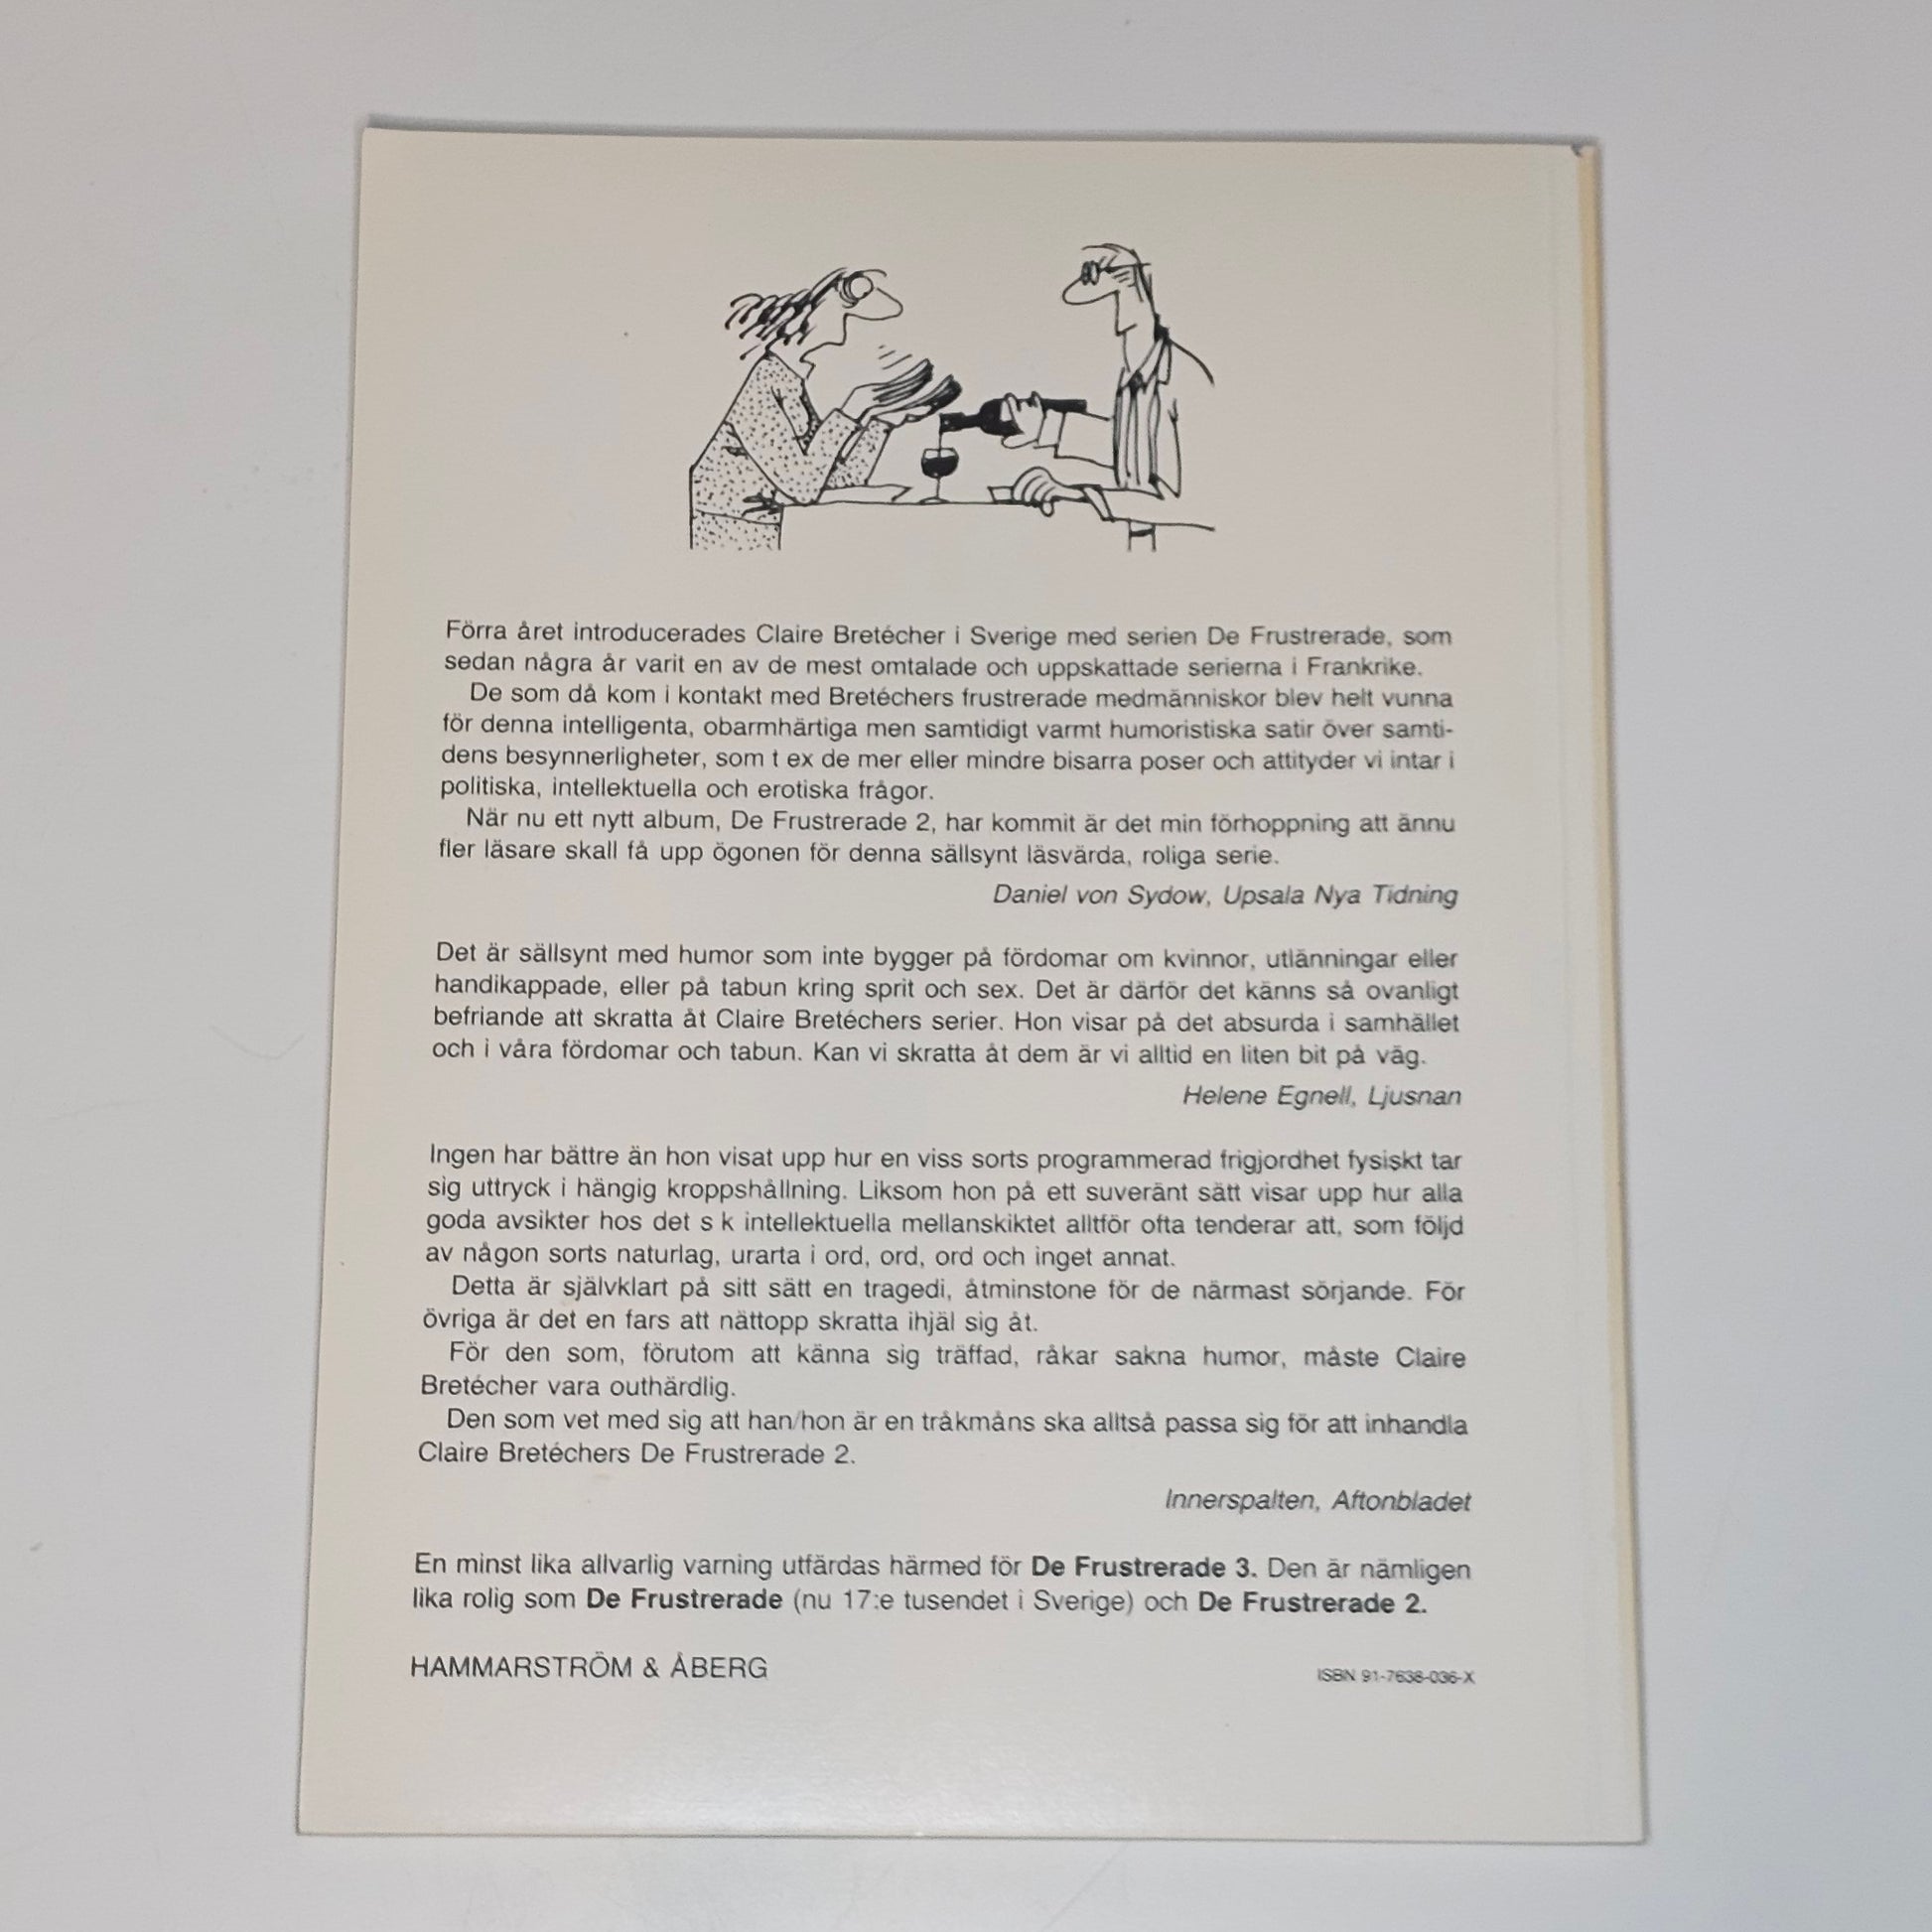 Förra året introducerades Claire Bretécher i Sverige med serien De Frustrerade, som
sedan några år varit en av de mest omtalade och uppskattade serierna i Frankrike.
De som då kom i kontakt med Bretéchers frustrerade medmänniskor blev helt vunna
för denna intelligenta, obarmhärtiga men samtidigt varmt humoristiska satir över samti-
dens besynnerligheter, som t ex de mer eller mindre bisarra poser och attityder vi intar i
politiska, intellektuella och erotiska frågor.
När nu ett nytt album, De Frustrerade 2, har kommit är det min förhoppning att ännu
fler läsare skall få upp ögonen för denna sällsynt läsvärda, roliga serie.
Daniel von Sydow, Upsala Nya Tidning
Det är sällsynt med humor som inte bygger på fördomar om kvinnor, utlänningar eller
handikappade, eller på tabun kring sprit och sex. Det är därför det känns så ovanligt
befriande att skratta åt Claire Bretéchers serier. Hon visar på det absurda i samhället
och i våra fördomar och tabun. Kan vi skratta åt dem är vi alltid en liten bit på väg.
Helene Egnell, Ljusnan
Ingen har bättre än hon visat upp hur en viss sorts programmerad frigjordhet fysiskt tar
sig uttryck i hängig kroppshållning. Liksom hon på ett suveränt sätt visar upp hur alla
goda avsikter hos det s k intellektuella mellanskiktet alltför ofta tenderar att, som följd
av någon sorts naturlag, urarta i ord, ord, ord och inget annat.
Detta är självklart på sitt sätt en tragedi, åtminstone för de närmast sörjande. För
övriga är det en fars att nättopp skratta ihjäl sig åt.
För den som, förutom att känna sig träffad, råkar sakna humor, måste Claire
Bretécher vara outhärdlig.
Den som vet med sig att han/hon är en tråkmåns ska alltså passa sig för att inhandla
Claire Bretéchers De Frustrerade 2.
Innerspalten, Aftonbladet
En minst lika allvarlig varning utfärdas härmed för De Frustrerade 3. Den är nämligen
lika rolig som De Frustrerade (nu 17:e tusendet i Sverige) och De Frustrerade 2.
HAMMARSTRÖM & ÅBERG
ISBN 91-7638-036-X